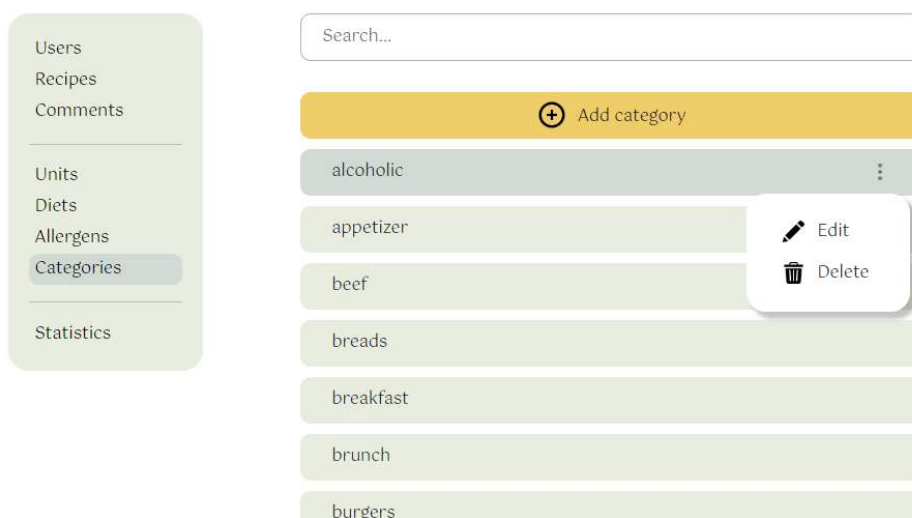 Users
Recipes
Comments
Units
Diets
Allergens
Categories
Statistics
Search...
Add category
alcoholic
appetizer
Edit
Delete
beef
breads
breakfast
brunch
burgers